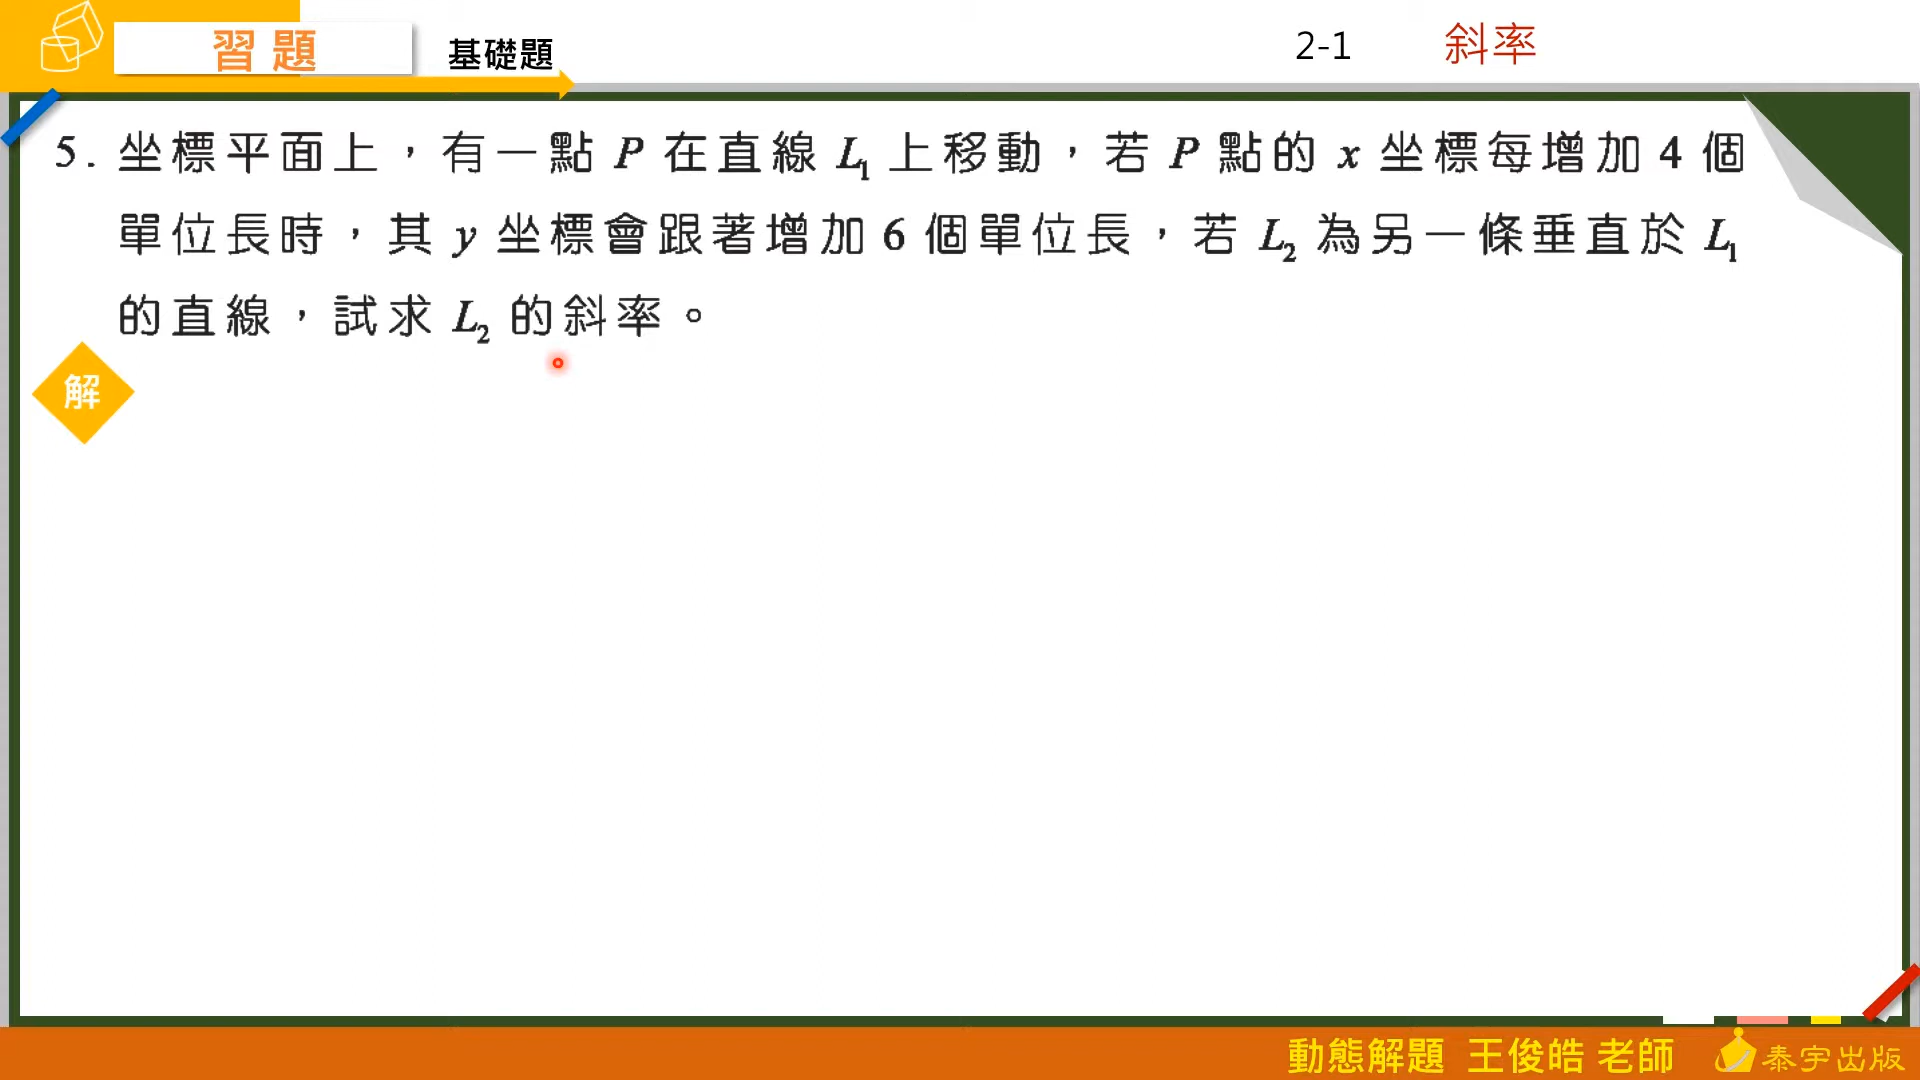 習題 基礎題 2-1 斜率
5. 坐標平面上，有一點 P 在直線 L₁ 上移動，若 P 點的 x 坐標每增加 4 個
單位長時，其 y 坐標會跟著增加 6 個單位長，若 L₂ 為另一條垂直於 L₁
的直線，試求 L₂ 的斜率。
解
動態解題 王俊皓 老師 泰宇出版